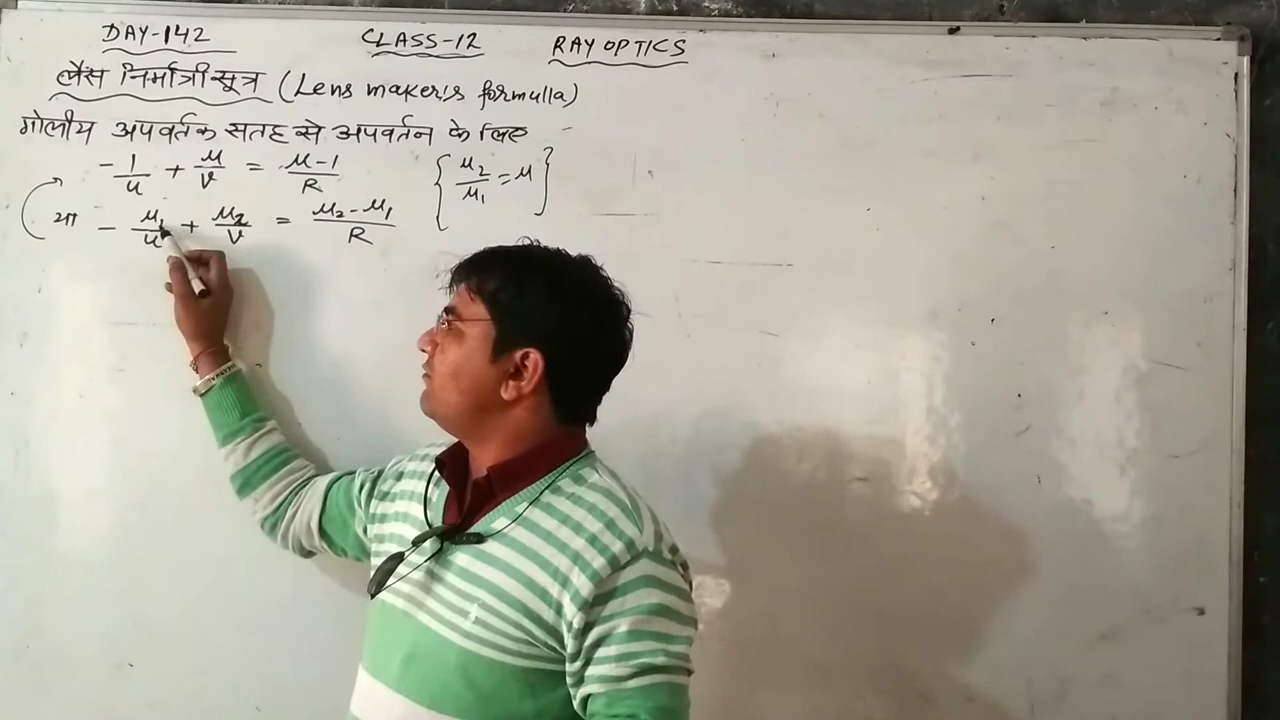 DAY-142 CLASS-12 RAY OPTICS
लैंस निर्मात्री सूत्र (Lens maker's formulla)
गोलीय अपवर्तक सतह से अपवर्तन के लिए
-1/u + μ/v = μ-1/R {μ2/μ1 = μ}
या -μ1/u + μ2/v = μ2-μ1/R